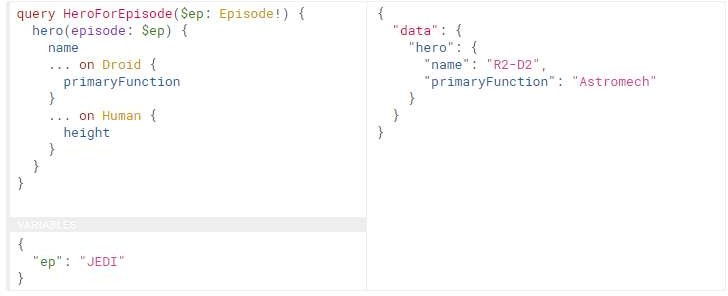 query HeroForEpisode($ep: Episode!) {
  hero(episode: $ep) {
    name
    ... on Droid {
      primaryFunction
    }
    ... on Human {
      height
    }
  }
}
VARIABLES
{
  "ep": "JEDI"
}
{
  "data": {
    "hero": {
      "name": "R2-D2",
      "primaryFunction": "Astromech"
    }
  }
}